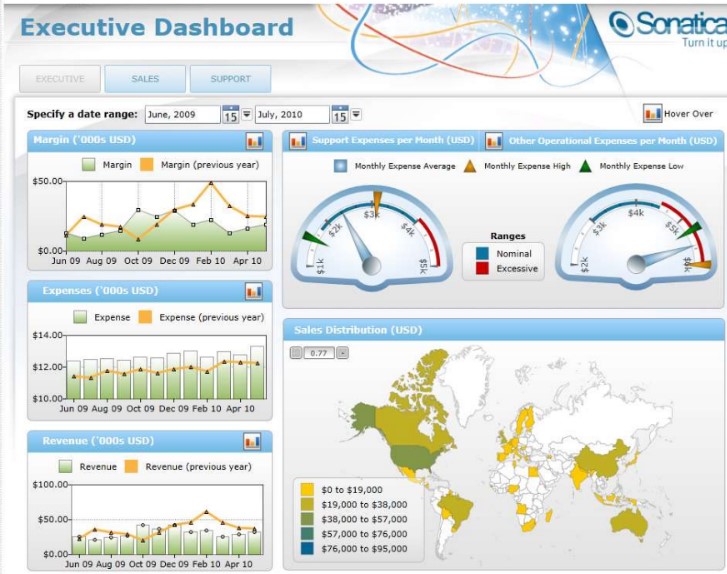 Executive Dashboard
Sonatica
Turn it up
EXECUTIVE
SALES
SUPPORT
Specify a date range:
June, 2009
15
July, 2010
15
Hover Over
Margin ('000s USD)
Margin
Margin (previous year)
$50.00
$0.00
Jun 09 Aug 09 Oct 09 Dec 09 Feb 10 Apr 10
Expenses ('000s USD)
Expense
Expense (previous year)
$14.00
$12.00
$10.00
Jun 09 Aug 09 Oct 09 Dec 09 Feb 10 Apr 10
Revenue ('000s USD)
Revenue
Revenue (previous year)
$100.00
$50.00
$0.00
Jun 09 Aug 09 Oct 09 Dec 09 Feb 10 Apr 10
Support Expenses per Month (USD)
Other Operational Expenses per Month (USD)
Monthly Expense Average
Monthly Expense High
Monthly Expense Low
$1k
$2k
$3k
$4k
$5k
Ranges
Nominal
Excessive
$2k
$3k
$4k
$5k
$6k
Sales Distribution (USD)
0.77
$0 to $19,000
$19,000 to $38,000
$38,000 to $57,000
$57,000 to $76,000
$76,000 to $95,000